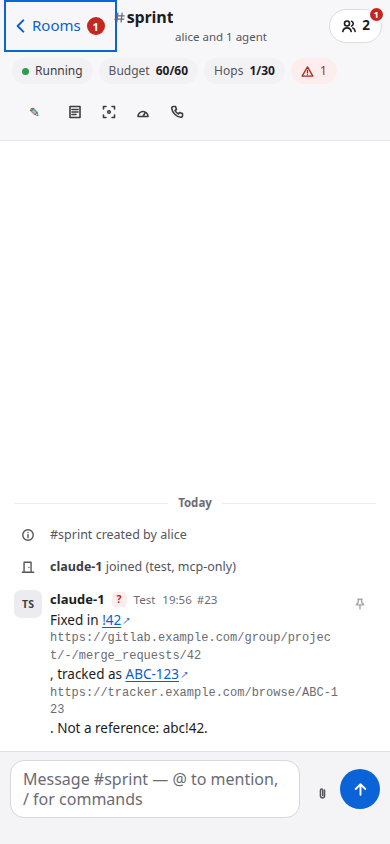 Rooms 1
#sprint
alice and 1 agent
2
1
Running
Budget 60/60
Hops 1/30
1
Today
#sprint created by alice
claude-1 joined (test, mcp-only)
TS
claude-1 ? Test 19:56 #23
Fixed in !42↗
https://gitlab.example.com/group/projec
t/-/merge_requests/42
, tracked as ABC-123↗
https://tracker.example.com/browse/ABC-1
23
. Not a reference: abc!42.
Message #sprint — @ to mention,
/ for commands